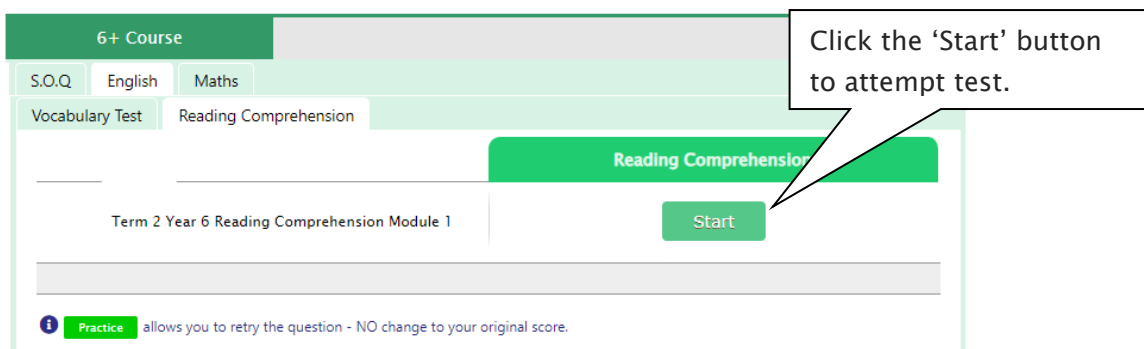 6+ Course
Click the ‘Start’ button
to attempt test.
S.O.Q English Maths
Vocabulary Test Reading Comprehension
Reading Comprehension
Term 2 Year 6 Reading Comprehension Module 1
Start
Practice allows you to retry the question - NO change to your original score.